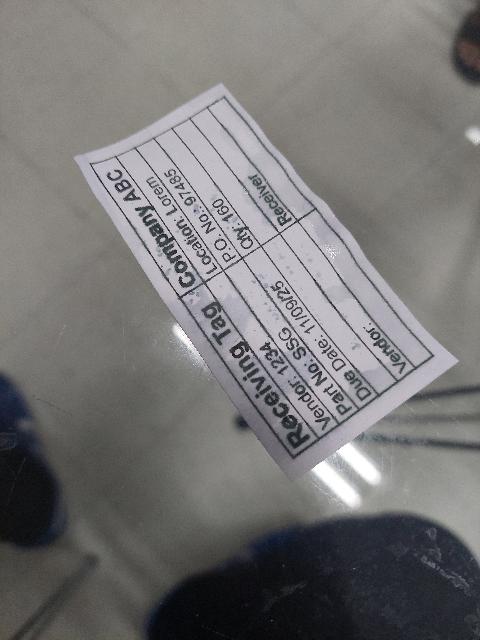 Receiving Tag Company ABC
Vendor: 1234 Location: Lorem
Part No: SSG P.O. No.: 97485
Due Date: 11/09/25 Qty: 160
Vendor: Receiver